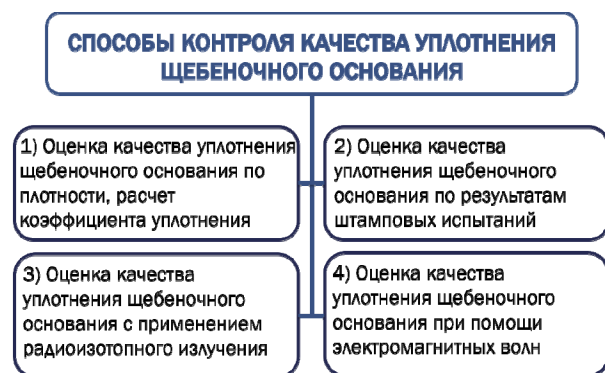 СПОСОБЫ КОНТРОЛЯ КАЧЕСТВА УПЛОТНЕНИЯ
ЩЕБЕНОЧНОГО ОСНОВАНИЯ
1) Оценка качества уплотнения
щебеночного основания по
плотности, расчет
коэффициента уплотнения
2) Оценка качества
уплотнения щебеночного
основания по результатам
штамповых испытаний
3) Оценка качества
уплотнения щебеночного
основания с применением
радиоизотопного излучения
4) Оценка качества
уплотнения щебеночного
основания при помощи
электромагнитных волн